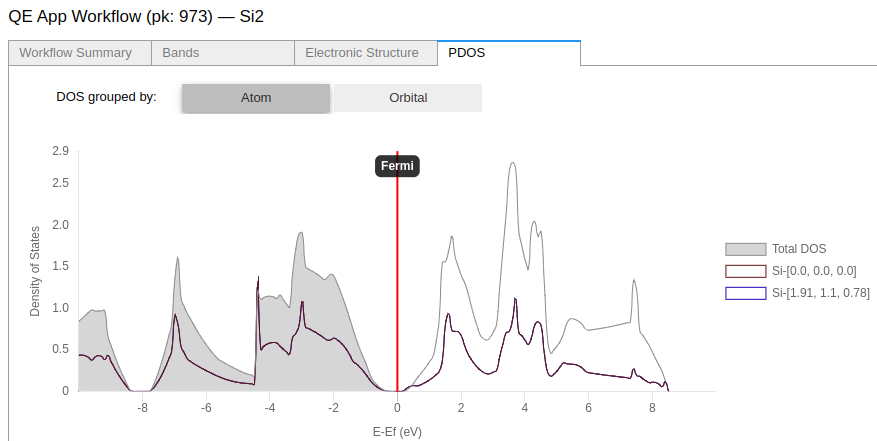 QE App Workflow (pk: 973) — Si2
Workflow Summary
Bands
Electronic Structure
PDOS
DOS grouped by:
Atom
Orbital
2.9
2.5
2.0
1.5
1.0
0.5
0
Density of States
Fermi
-8
-6
-4
-2
0
2
4
6
8
E-Ef (eV)
Total DOS
Si-[0.0, 0.0, 0.0]
Si-[1.91, 1.1, 0.78]